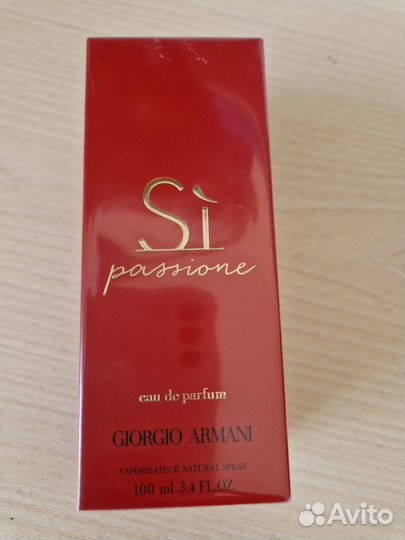 Sì
passione
eau de parfum
GIORGIO ARMANI
VAPORISATEUR NATURAL SPRAY
100 ml 3.4 FL.OZ.
Avito